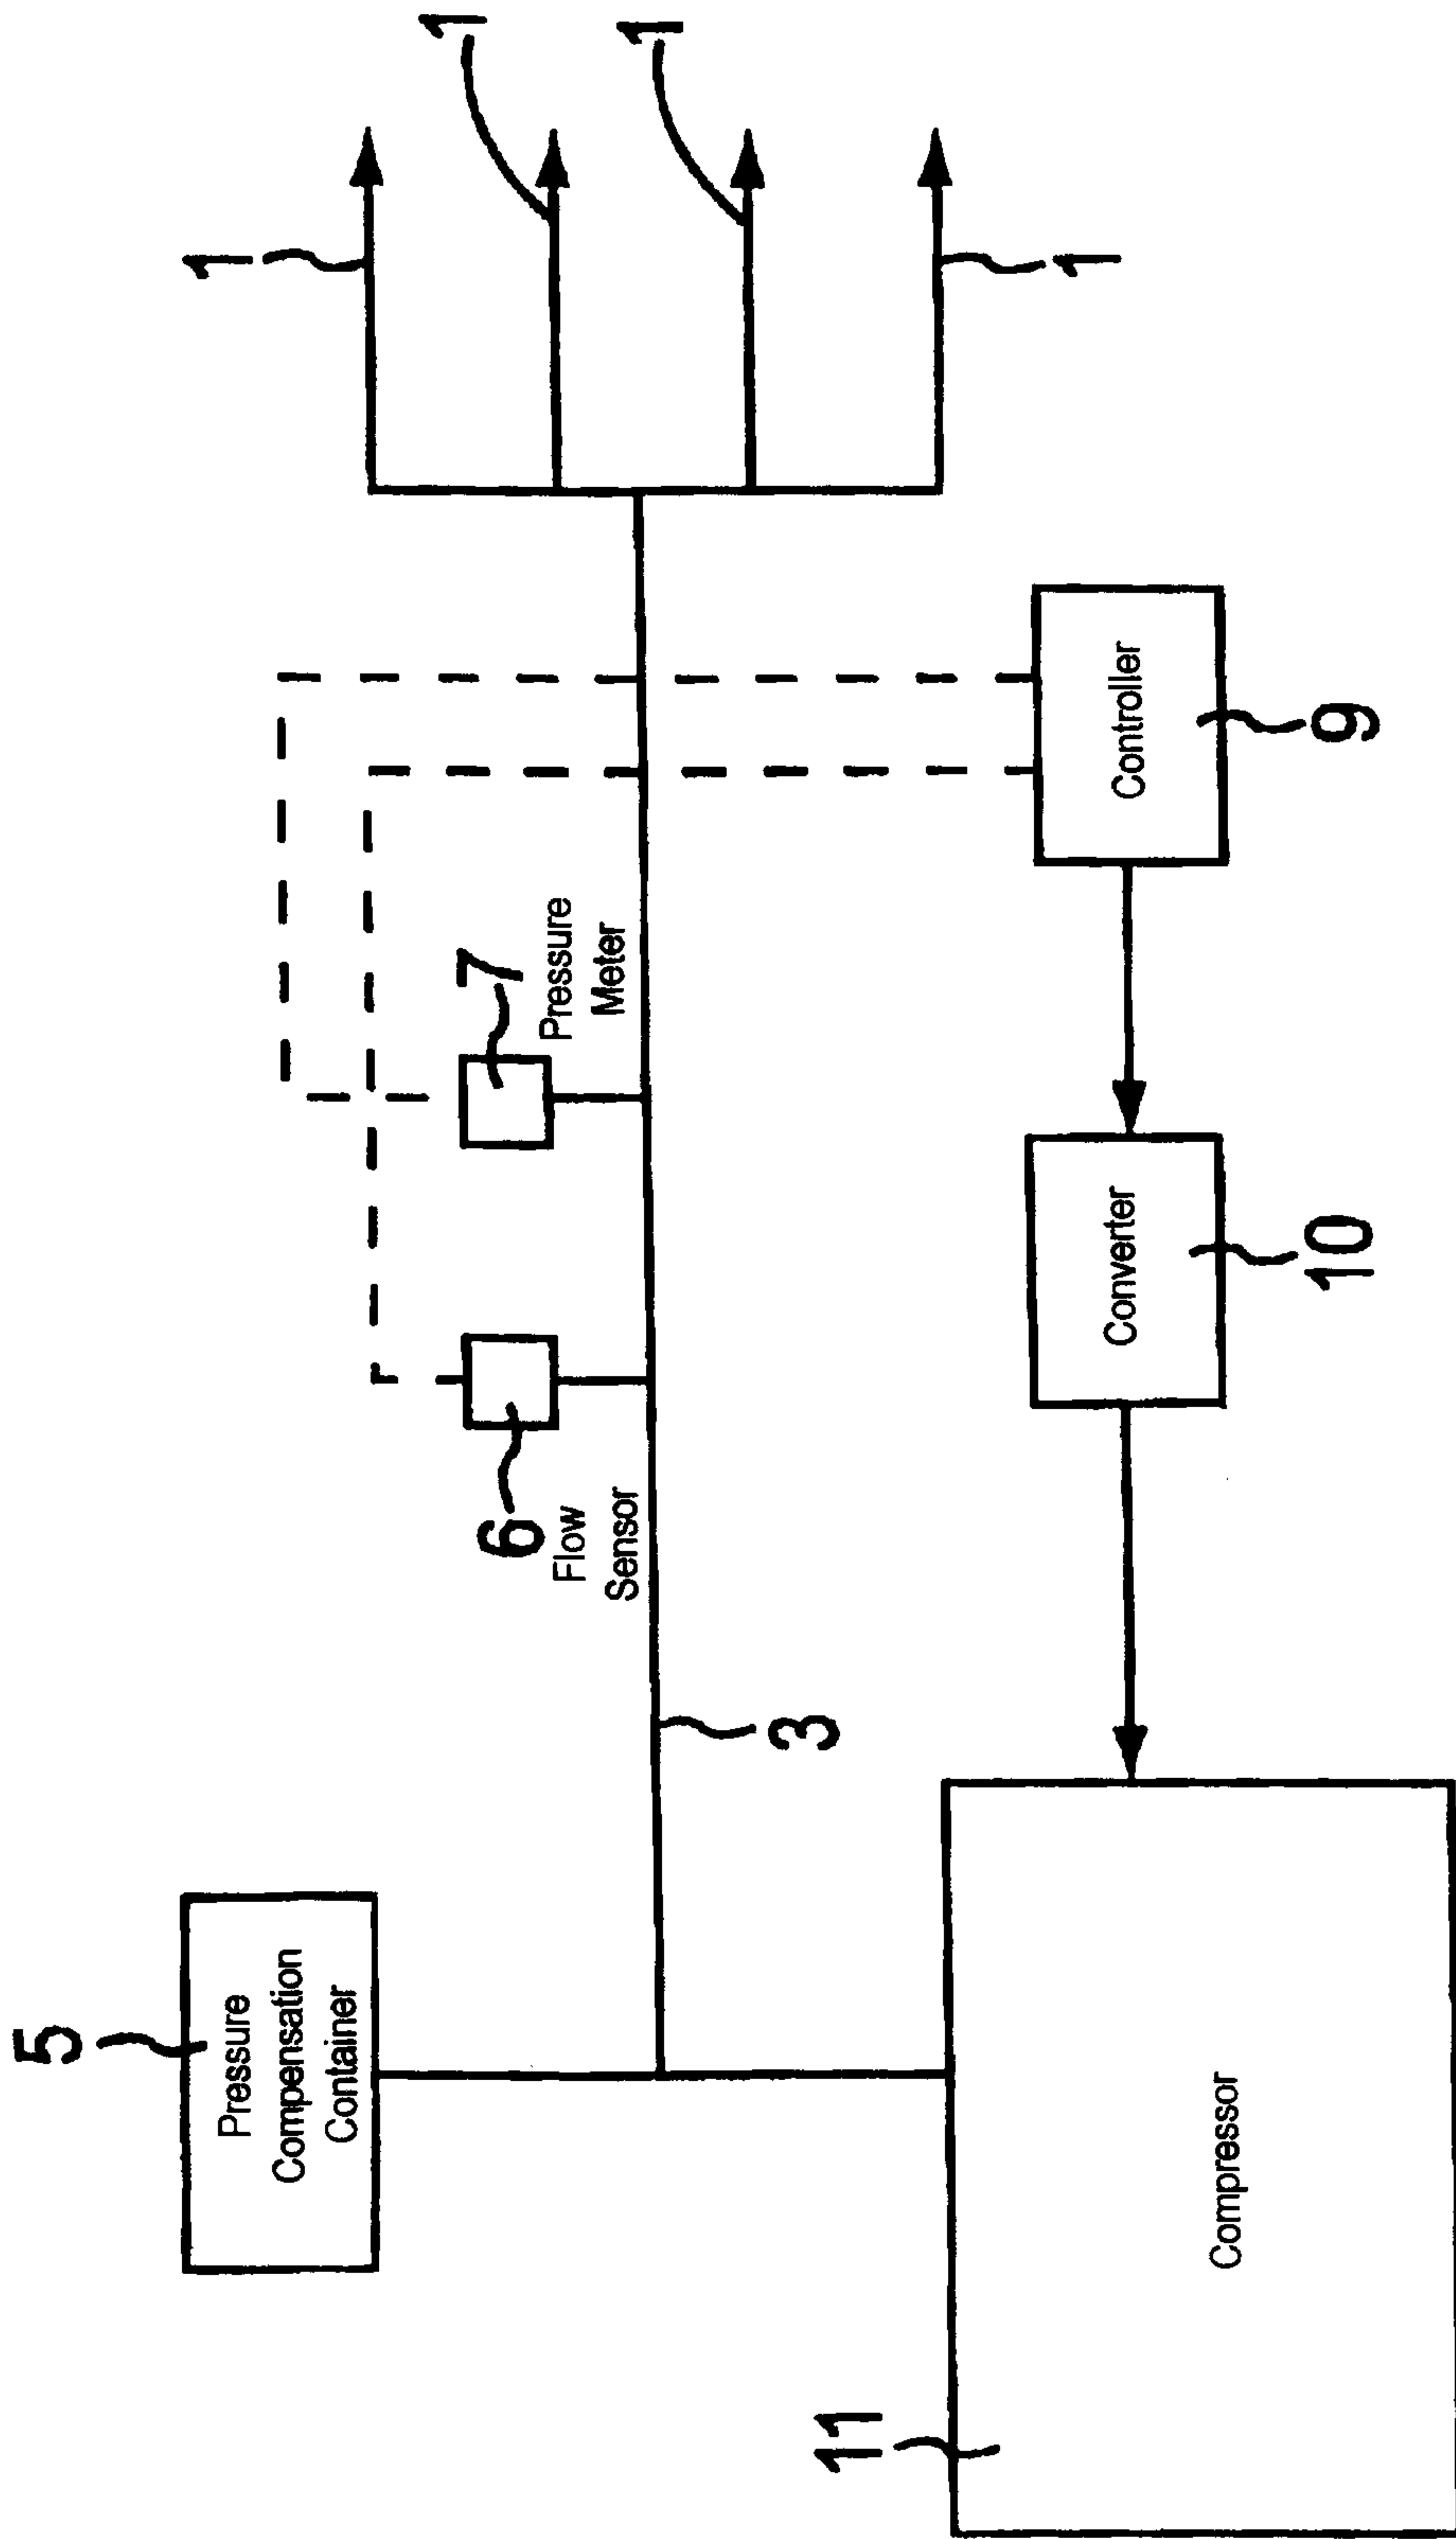 5
Pressure
Compensation
Container
1
1
6
Flow
Sensor
7
Pressure
Meter
1
3
1
11
Compressor
Converter
10
Controller
9